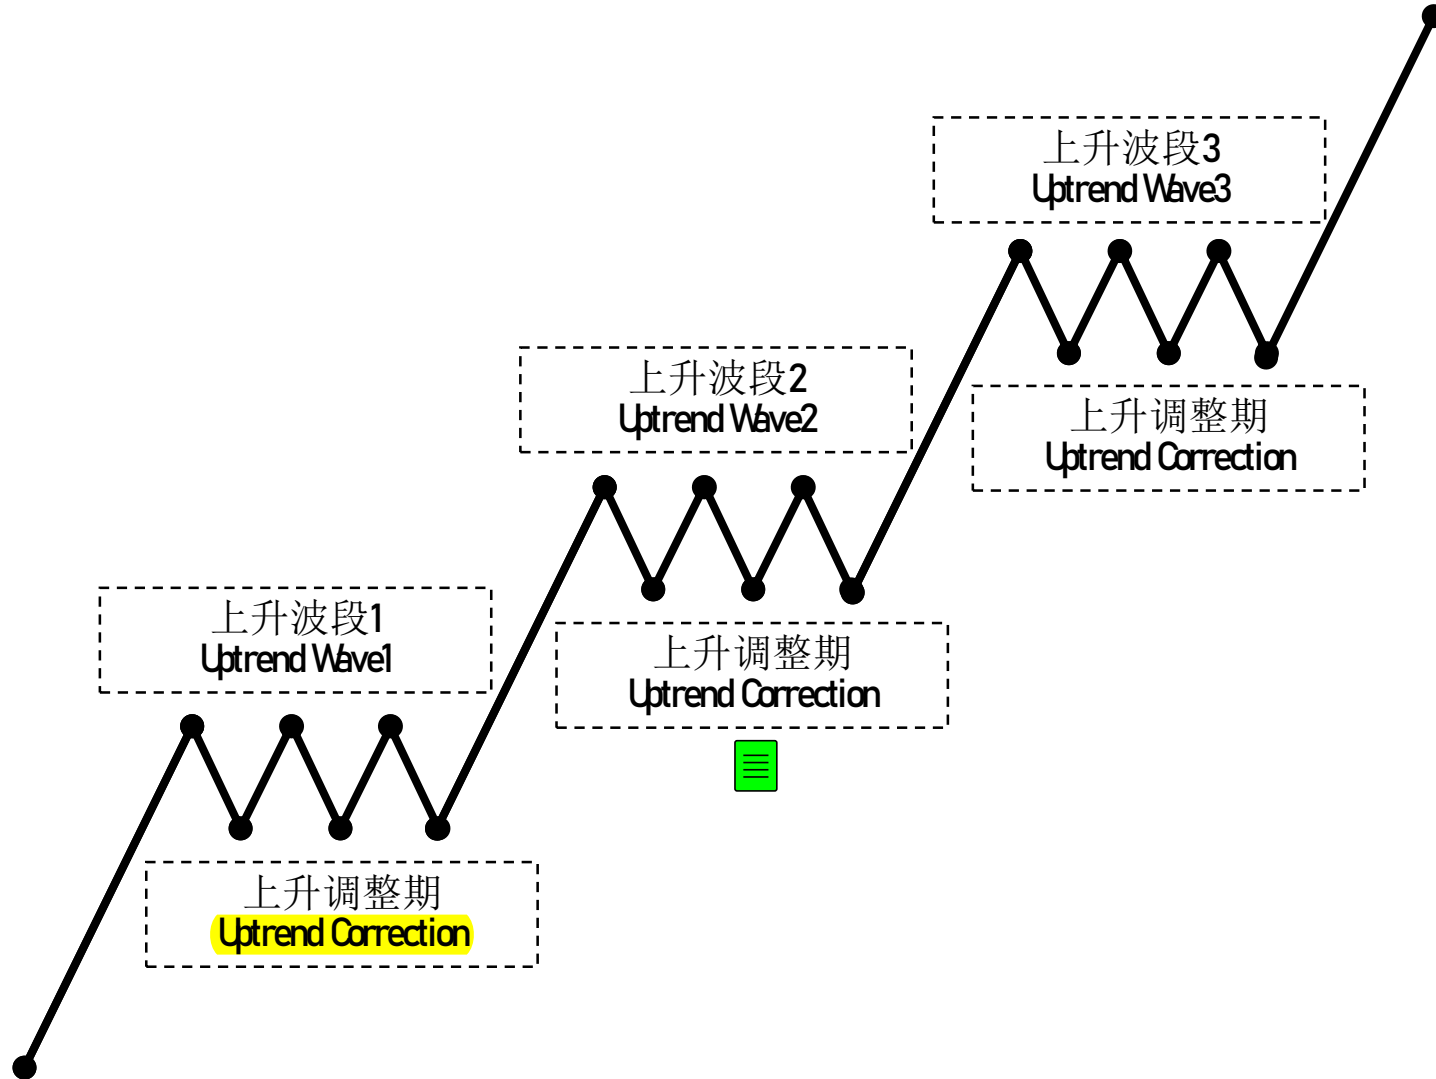 上升波段3
Uptrend Wave3
上升波段2
Uptrend Wave2
上升调整期
Uptrend Correction
上升波段1
Uptrend Wave1
上升调整期
Uptrend Correction
上升调整期
Uptrend Correction